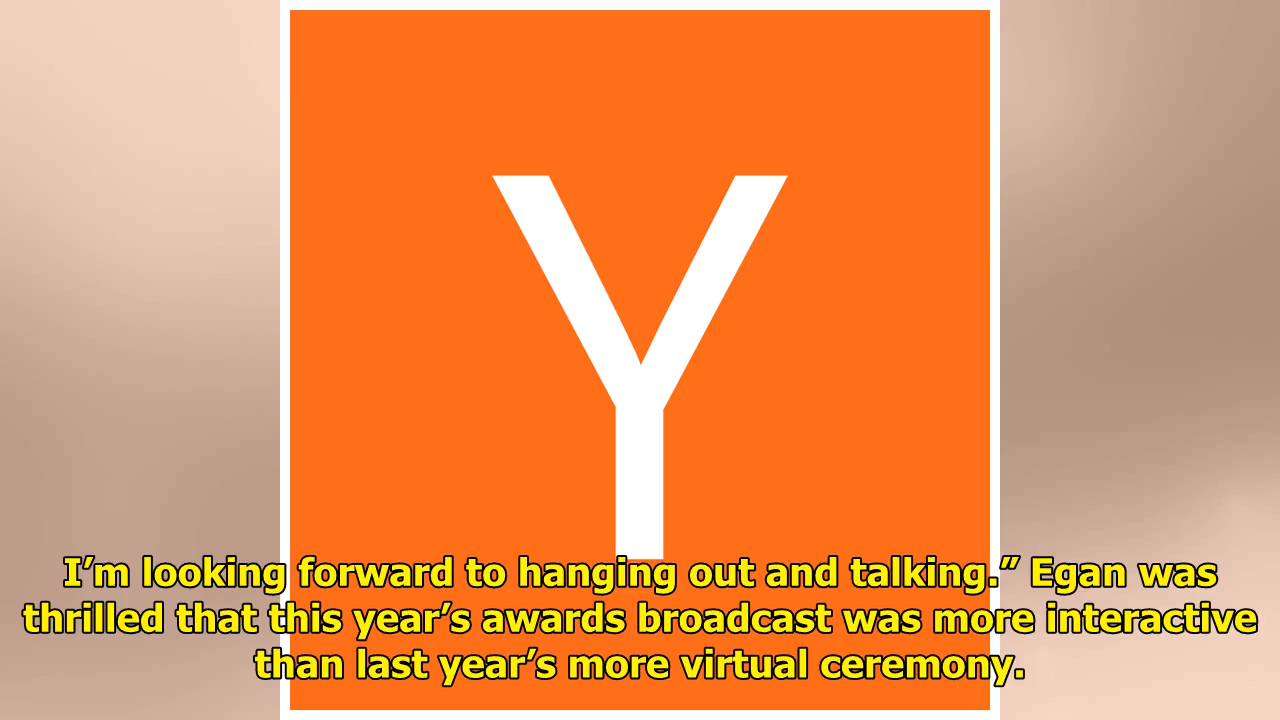 Y
I’m looking forward to hanging out and talking.” Egan was
thrilled that this year’s awards broadcast was more interactive
than last year’s more virtual ceremony.